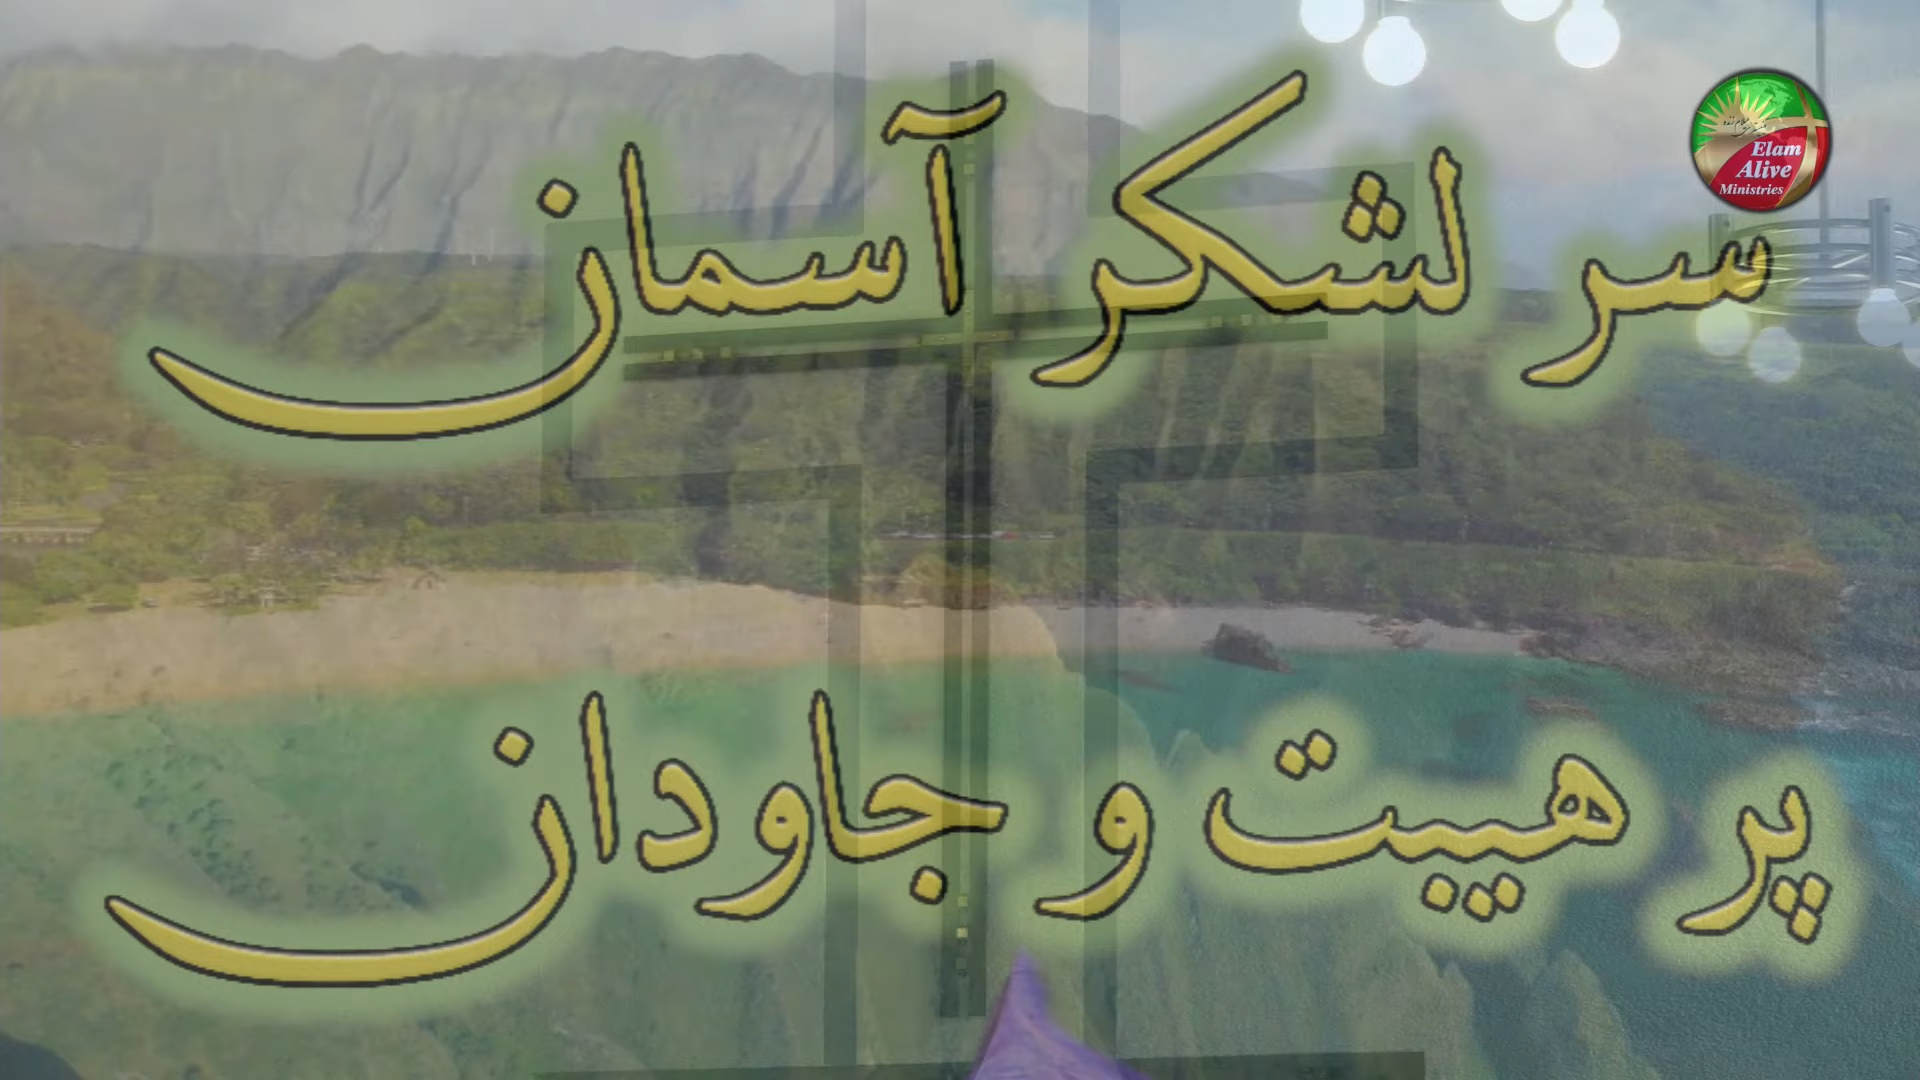 سر لشکر آسمان
پر هیبت و جاودان
Elam
Alive
Ministries